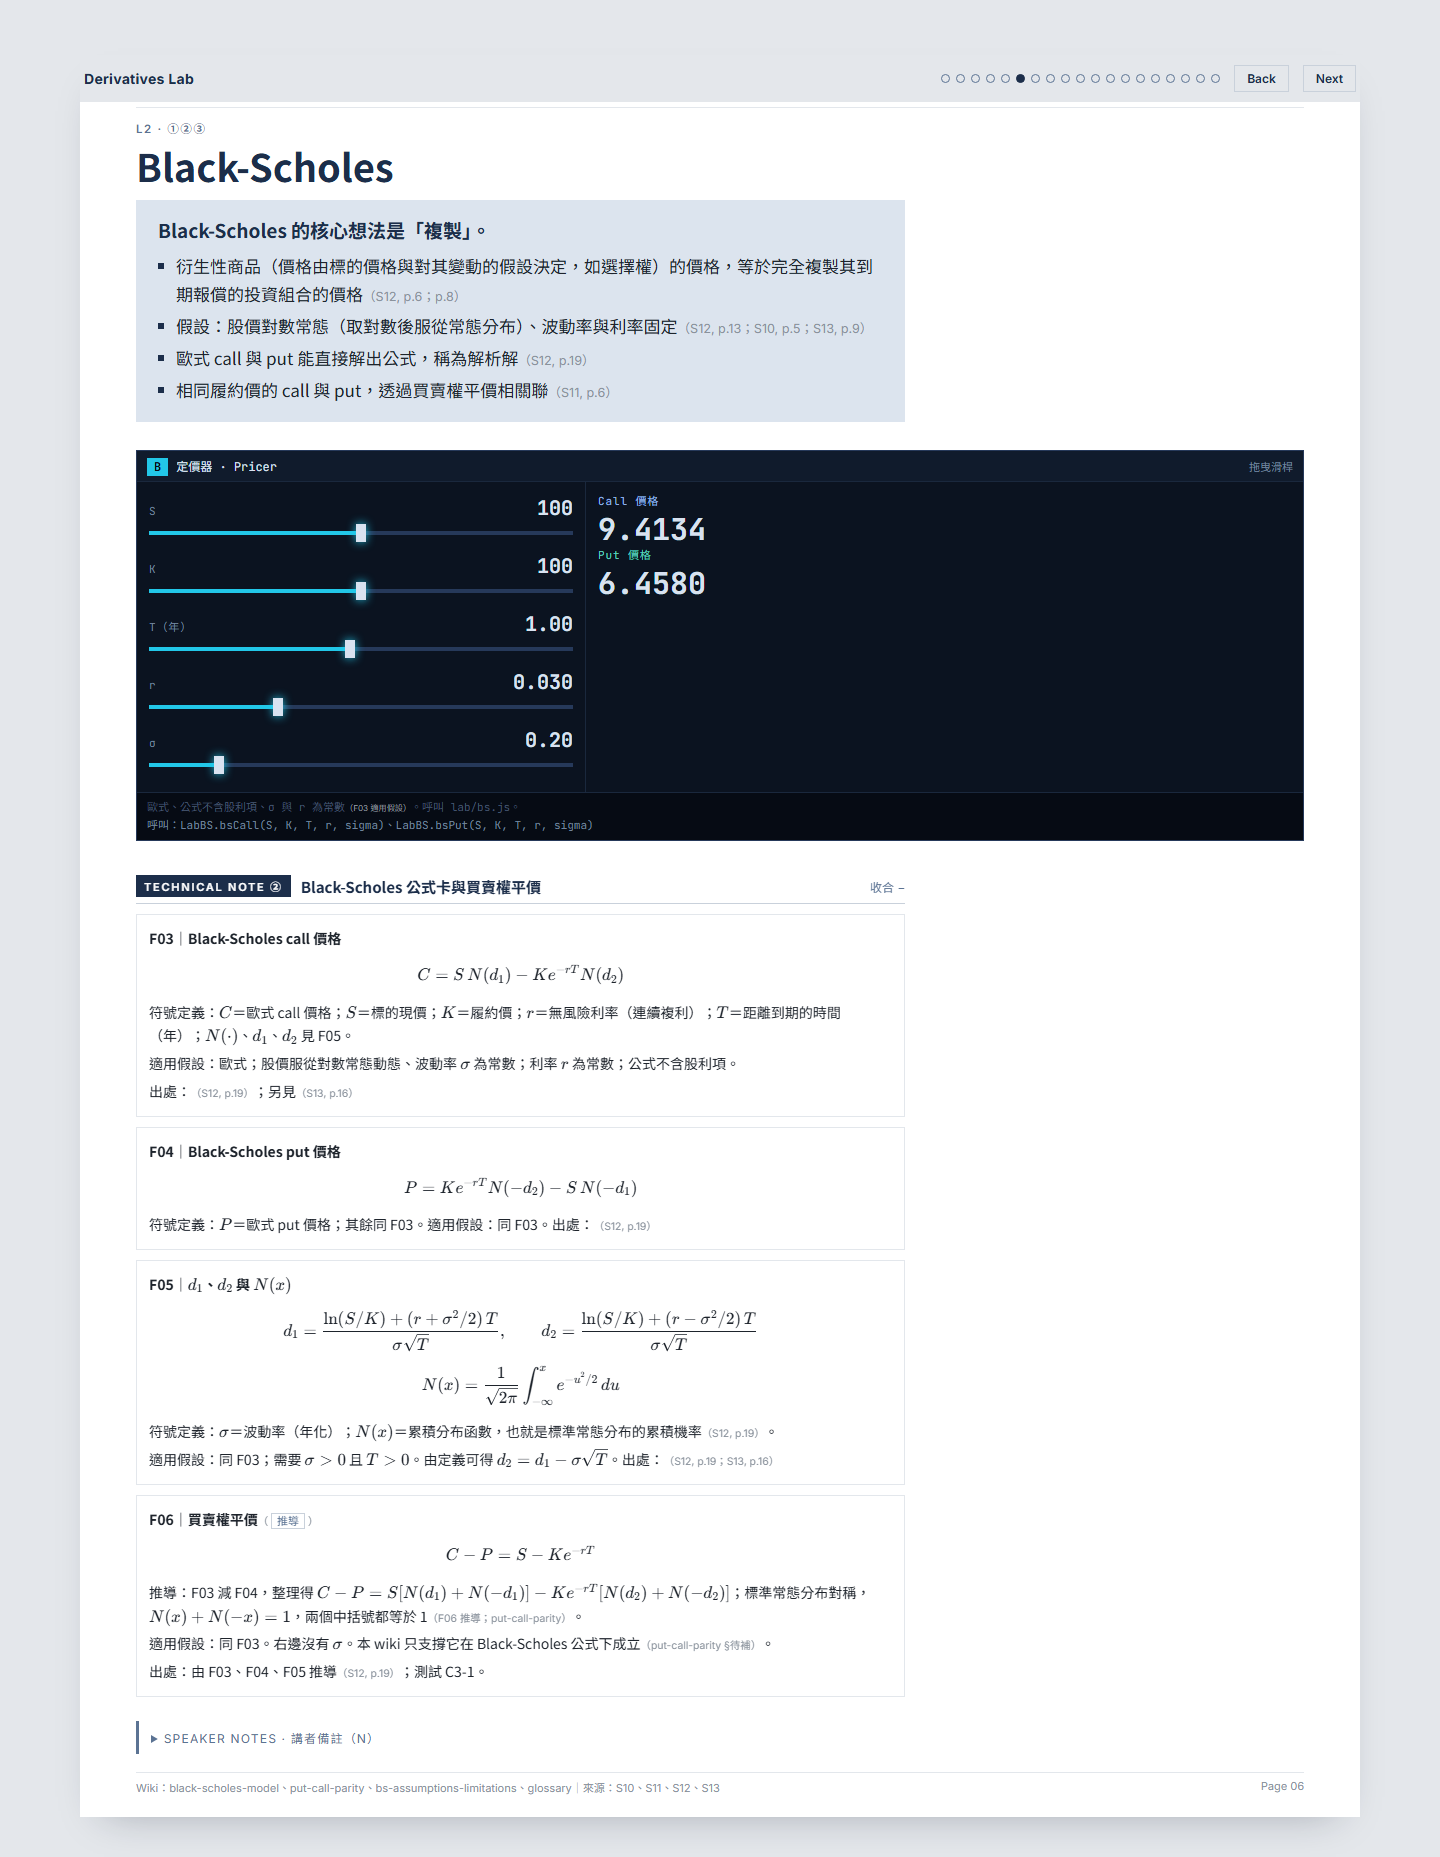 Derivatives Lab
Back
Next
L2 · ①②③
Black-Scholes
Black-Scholes 的核心想法是「複製」。
衍生性商品（價格由標的價格與對其變動的假設決定，如選擇權）的價格，等於完全複製其到
期報償的投資組合的價格（S12, p.6；p.8）
假設：股價對數常態（取對數後服從常態分布）、波動率與利率固定（S12, p.13；S10, p.5；S13, p.9）
歐式 call 與 put 能直接解出公式，稱為解析解（S12, p.19）
相同履約價的 call 與 put，透過買賣權平價相關聯（S11, p.6）
B 定價器 · Pricer
拖曳滑桿
S 100
K 100
T（年） 1.00
r 0.030
σ 0.20
Call 價格
9.4134
Put 價格
6.4580
歐式、公式不含股利項、σ 與 r 為常數（F03 適用假設）。呼叫 lab/bs.js。
呼叫：LabBS.bsCall(S, K, T, r, sigma)、LabBS.bsPut(S, K, T, r, sigma)
TECHNICAL NOTE ② Black-Scholes 公式卡與買賣權平價 收合 −
F03｜Black-Scholes call 價格
C = S N(d₁) − Ke^{−rT} N(d₂)
符號定義：C＝歐式 call 價格；S＝標的現價；K＝履約價；r＝無風險利率（連續複利）；T＝距離到期的時間
（年）；N(·)、d₁、d₂ 見 F05。
適用假設：歐式；股價服從對數常態動態、波動率 σ 為常數；利率 r 為常數；公式不含股利項。
出處：（S12, p.19）；另見（S13, p.16）
F04｜Black-Scholes put 價格
P = Ke^{−rT} N(−d₂) − S N(−d₁)
符號定義：P＝歐式 put 價格；其餘同 F03。適用假設：同 F03。出處：（S12, p.19）
F05｜d₁、d₂ 與 N(x)
d₁ = (ln(S/K) + (r + σ²/2) T) / (σ√T), d₂ = (ln(S/K) + (r − σ²/2) T) / (σ√T)
N(x) = 1/√(2π) ∫_{−∞}^{x} e^{−u²/2} du
符號定義：σ＝波動率（年化）；N(x)＝累積分布函數，也就是標準常態分布的累積機率（S12, p.19）。
適用假設：同 F03；需要 σ > 0 且 T > 0。由定義可得 d₂ = d₁ − σ√T。出處：（S12, p.19；S13, p.16）
F06｜買賣權平價（推導）
C − P = S − Ke^{−rT}
推導：F03 減 F04，整理得 C − P = S[N(d₁) + N(−d₁)] − Ke^{−rT}[N(d₂) + N(−d₂)]；標準常態分布對稱，
N(x) + N(−x) = 1，兩個中括號都等於 1（F06 推導；put-call-parity）。
適用假設：同 F03。右邊沒有 σ。本 wiki 只支撐它在 Black-Scholes 公式下成立（put-call-parity §待補）。
出處：由 F03、F04、F05 推導（S12, p.19）；測試 C3-1。
▶ SPEAKER NOTES · 講者備註（N）
Wiki：black-scholes-model、put-call-parity、bs-assumptions-limitations、glossary｜來源：S10、S11、S12、S13
Page 06